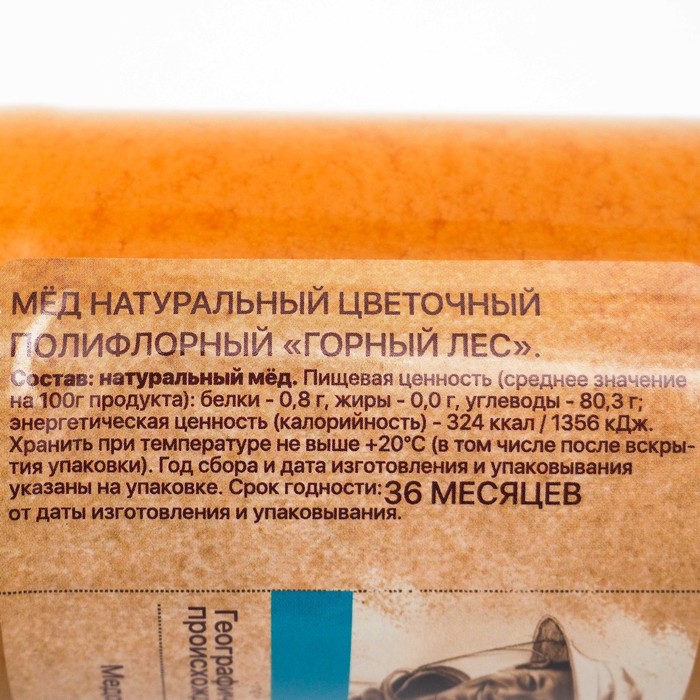 МЁД НАТУРАЛЬНЫЙ ЦВЕТОЧНЫЙ
ПОЛИФЛОРНЫЙ «ГОРНЫЙ ЛЕС».
Состав: натуральный мёд. Пищевая ценность (среднее значение
на 100г продукта): белки - 0,8 г, жиры - 0,0 г, углеводы - 80,3 г;
энергетическая ценность (калорийность) - 324 ккал / 1356 кДж.
Хранить при температуре не выше +20°С (в том числе после вскры-
тия упаковки). Год сбора и дата изготовления и упаковывания
указаны на упаковке. Срок годности: 36 МЕСЯЦЕВ
от даты изготовления и упаковывания.